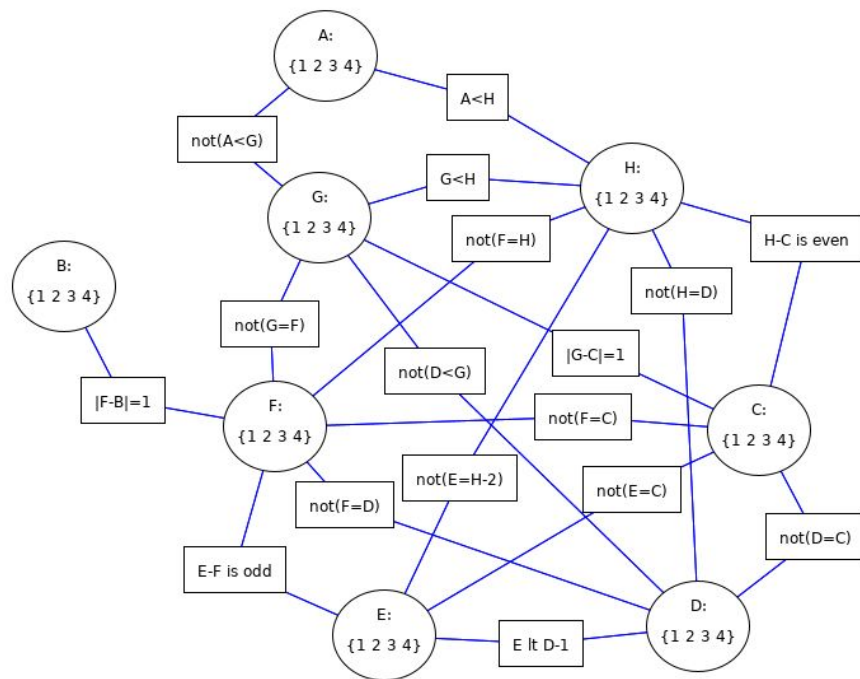 A:
{1 2 3 4}
A<H
not(A<G)
G<H
H:
{1 2 3 4}
G:
{1 2 3 4}
not(F=H)
H-C is even
B:
{1 2 3 4}
not(H=D)
not(G=F)
|G-C|=1
not(D<G)
|F-B|=1
F:
{1 2 3 4}
not(F=C)
C:
{1 2 3 4}
not(E=H-2)
not(E=C)
not(F=D)
not(D=C)
E-F is odd
E:
{1 2 3 4}
E lt D-1
D:
{1 2 3 4}